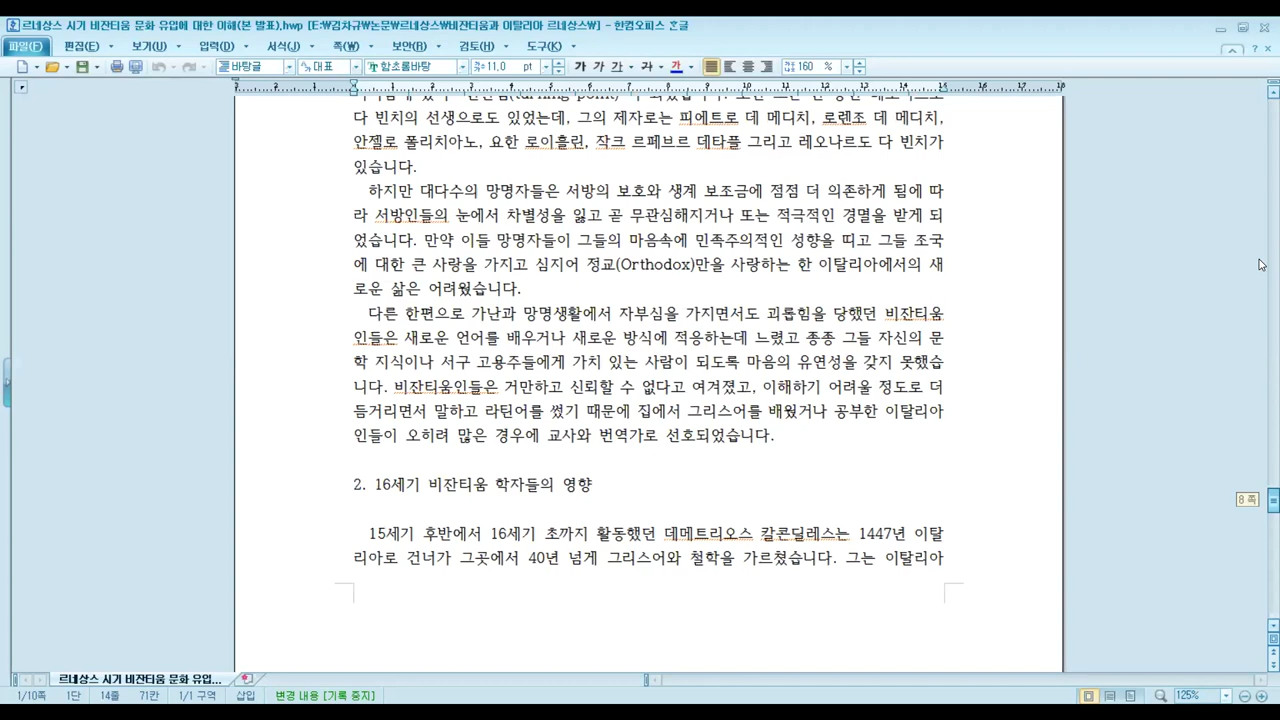 르네상스 시기 비잔티움 문화 유입에 대한 이해(본 발표).hwp [E:₩김차규₩논문₩르네상스₩비잔티움과 이탈리아 르네상스₩] - 한컴오피스 한글
파일(F) 편집(E) 보기(U) 입력(D) 서식(J) 쪽(W) 보안(B) 검토(H) 도구(K)
바탕글 대표 함초롬바탕 11.0 pt 가 가 가 가 가 160 %
다 빈치의 선생으로도 있었는데, 그의 제자로는 피에트로 데 메디치, 로렌조 데 메디치,
안젤로 폴리치아노, 요한 로이흘린, 작크 르페브르 데타플 그리고 레오나르도 다 빈치가
있습니다.
하지만 대다수의 망명자들은 서방의 보호와 생계 보조금에 점점 더 의존하게 됨에 따
라 서방인들의 눈에서 차별성을 잃고 곧 무관심해지거나 또는 적극적인 경멸을 받게 되
었습니다. 만약 이들 망명자들이 그들의 마음속에 민족주의적인 성향을 띠고 그들 조국
에 대한 큰 사랑을 가지고 심지어 정교(Orthodox)만을 사랑하는 한 이탈리아에서의 새
로운 삶은 어려웠습니다.
다른 한편으로 가난과 망명생활에서 자부심을 가지면서도 괴롭힘을 당했던 비잔티움
인들은 새로운 언어를 배우거나 새로운 방식에 적응하는데 느렸고 종종 그들 자신의 문
학 지식이나 서구 고용주들에게 가치 있는 사람이 되도록 마음의 유연성을 갖지 못했습
니다. 비잔티움인들은 거만하고 신뢰할 수 없다고 여겨졌고, 이해하기 어려울 정도로 더
듬거리면서 말하고 라틴어를 썼기 때문에 집에서 그리스어를 배웠거나 공부한 이탈리아
인들이 오히려 많은 경우에 교사와 번역가로 선호되었습니다.
2. 16세기 비잔티움 학자들의 영향
8 쪽
15세기 후반에서 16세기 초까지 활동했던 데메트리오스 칼콘딜레스는 1447년 이탈
리아로 건너가 그곳에서 40년 넘게 그리스어와 철학을 가르쳤습니다. 그는 이탈리아
르네상스 시기 비잔티움 문화 유입...
1/10쪽 1단 14줄 71칸 1/1 구역 삽입 변경 내용 [기록 중지] 125%